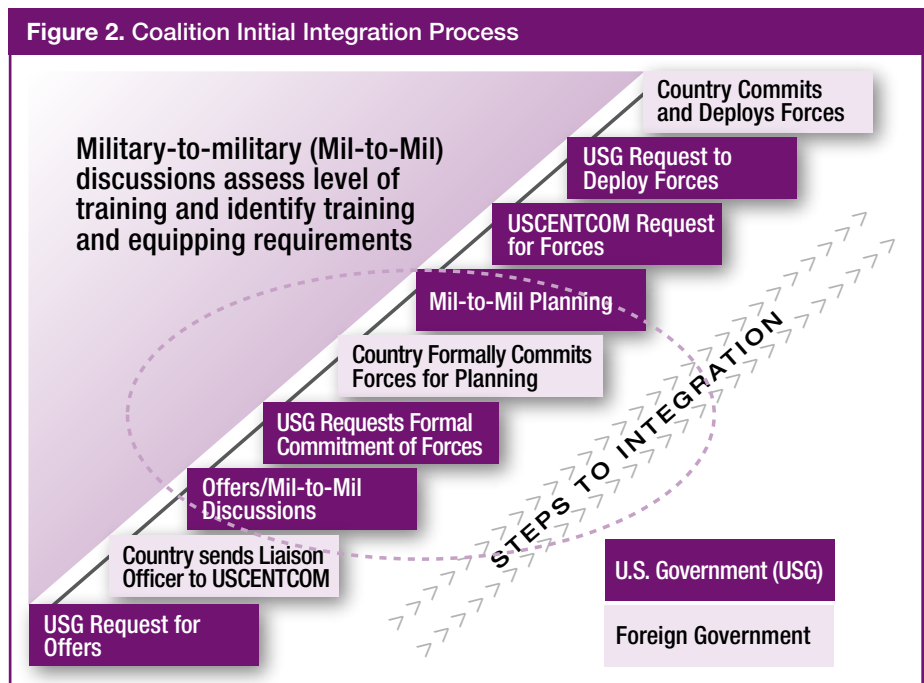 Figure 2. Coalition Initial Integration Process
Military-to-military (Mil-to-Mil)
discussions assess level of
training and identify training
and equipping requirements
Country Commits
and Deploys Forces
USG Request to
Deploy Forces
USCENTCOM Request
for Forces
Mil-to-Mil Planning
Country Formally Commits
Forces for Planning
USG Requests Formal
Commitment of Forces
Offers/Mil-to-Mil
Discussions
Country sends Liaison
Officer to USCENTCOM
USG Request for
Offers
STEPS TO INTEGRATION
U.S. Government (USG)
Foreign Government